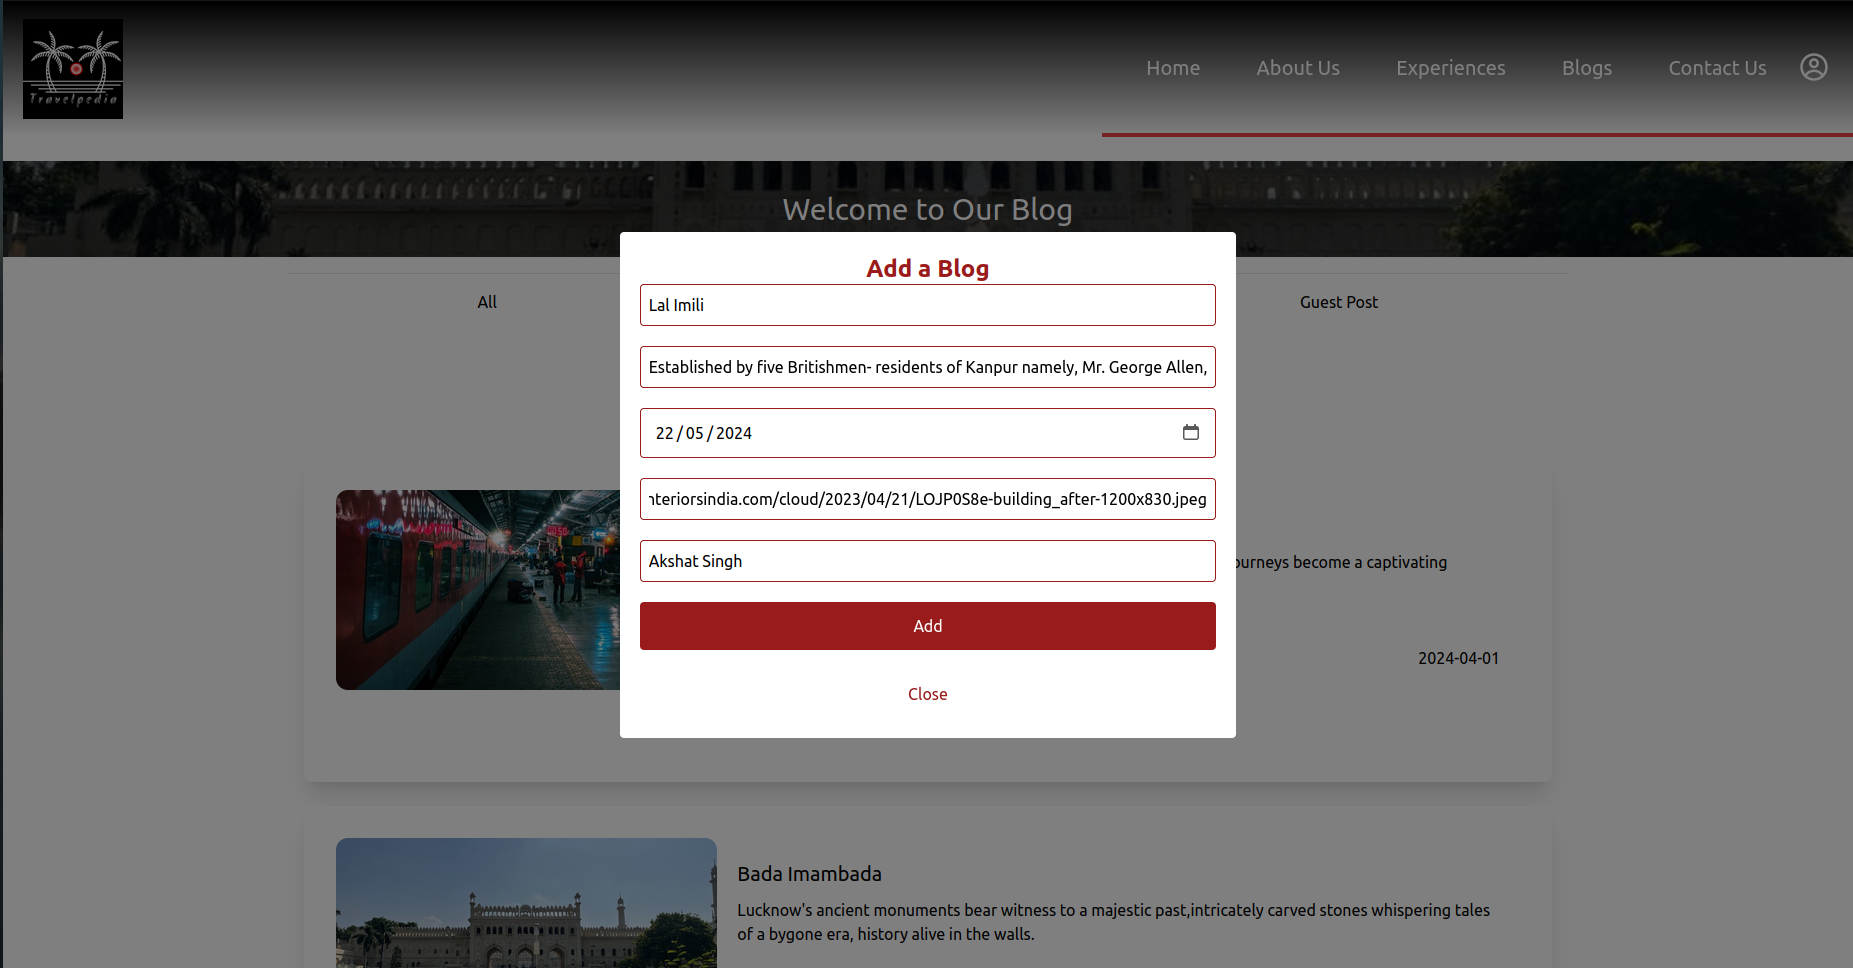 Travelpedia
Home About Us Experiences Blogs Contact Us
Welcome to Our Blog
Add a Blog
All
Guest Post
Lal Imili
Established by five Britishmen- residents of Kanpur namely, Mr. George Allen,
22/05/2024
nteriorsindia.com/cloud/2023/04/21/LOJP0S8e-building_after-1200x830.jpeg
Akshat Singh
ourneys become a captivating
Add
2024-04-01
Close
Bada Imambada
Lucknow's ancient monuments bear witness to a majestic past,intricately carved stones whispering tales
of a bygone era, history alive in the walls.